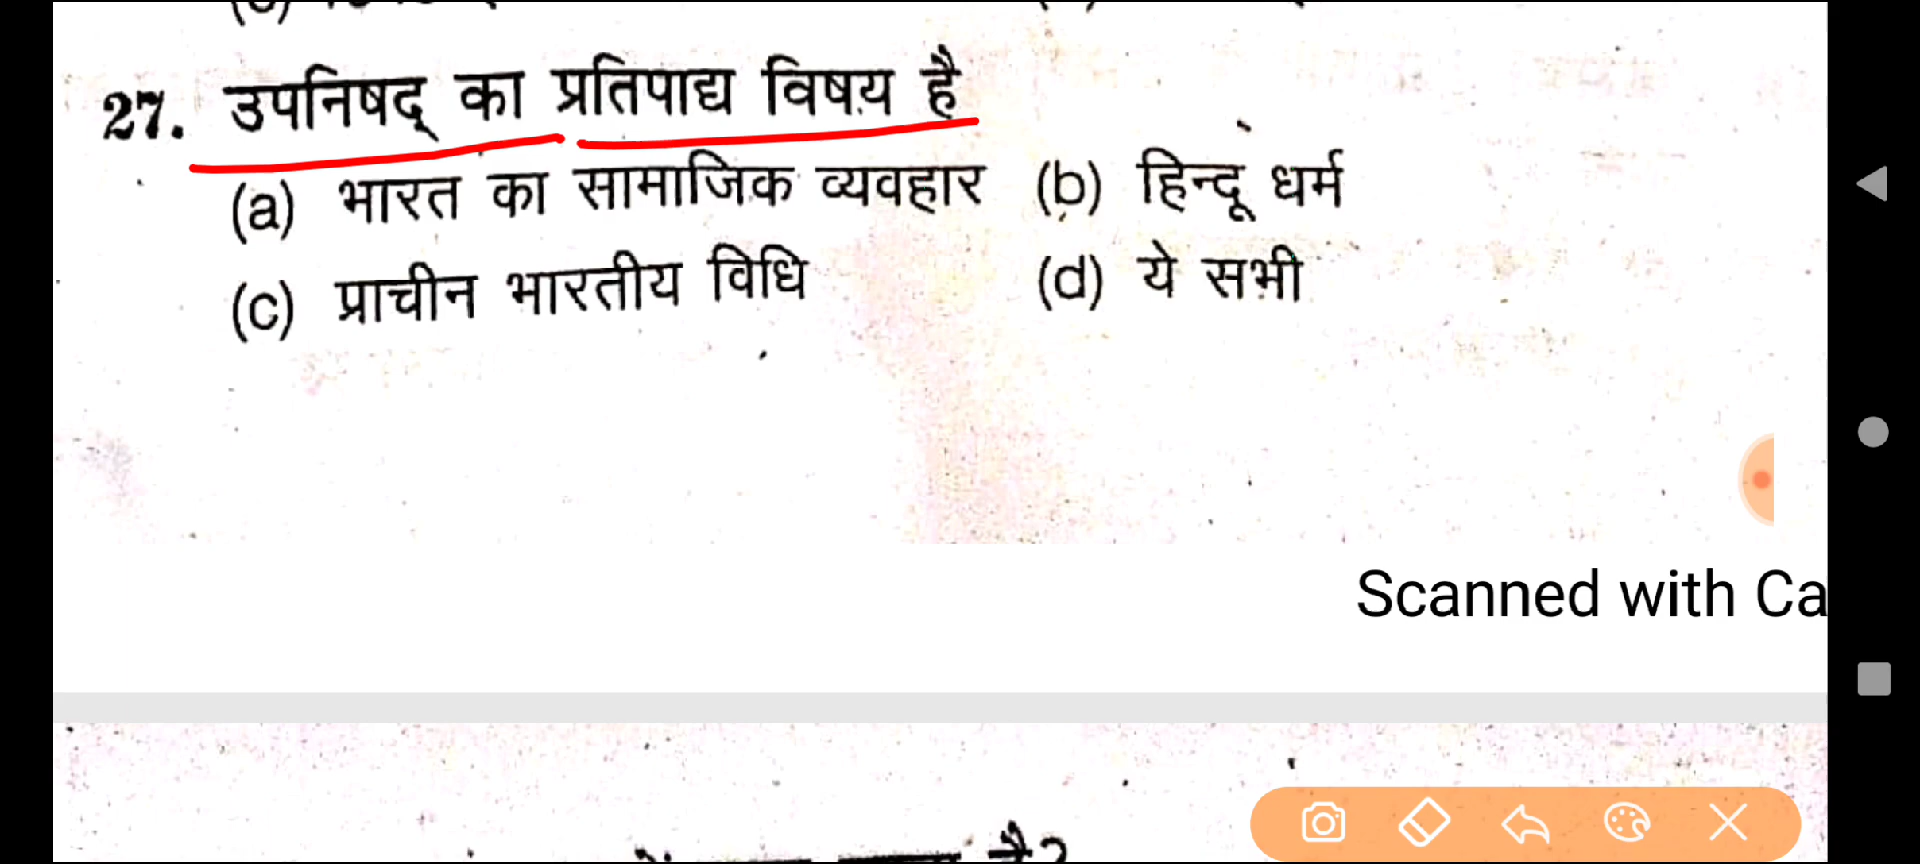 27. उपनिषद् का प्रतिपाद्य विषय है
(a) भारत का सामाजिक व्यवहार (b) हिन्दू धर्म
(c) प्राचीन भारतीय विधि (d) ये सभी
Scanned with Ca